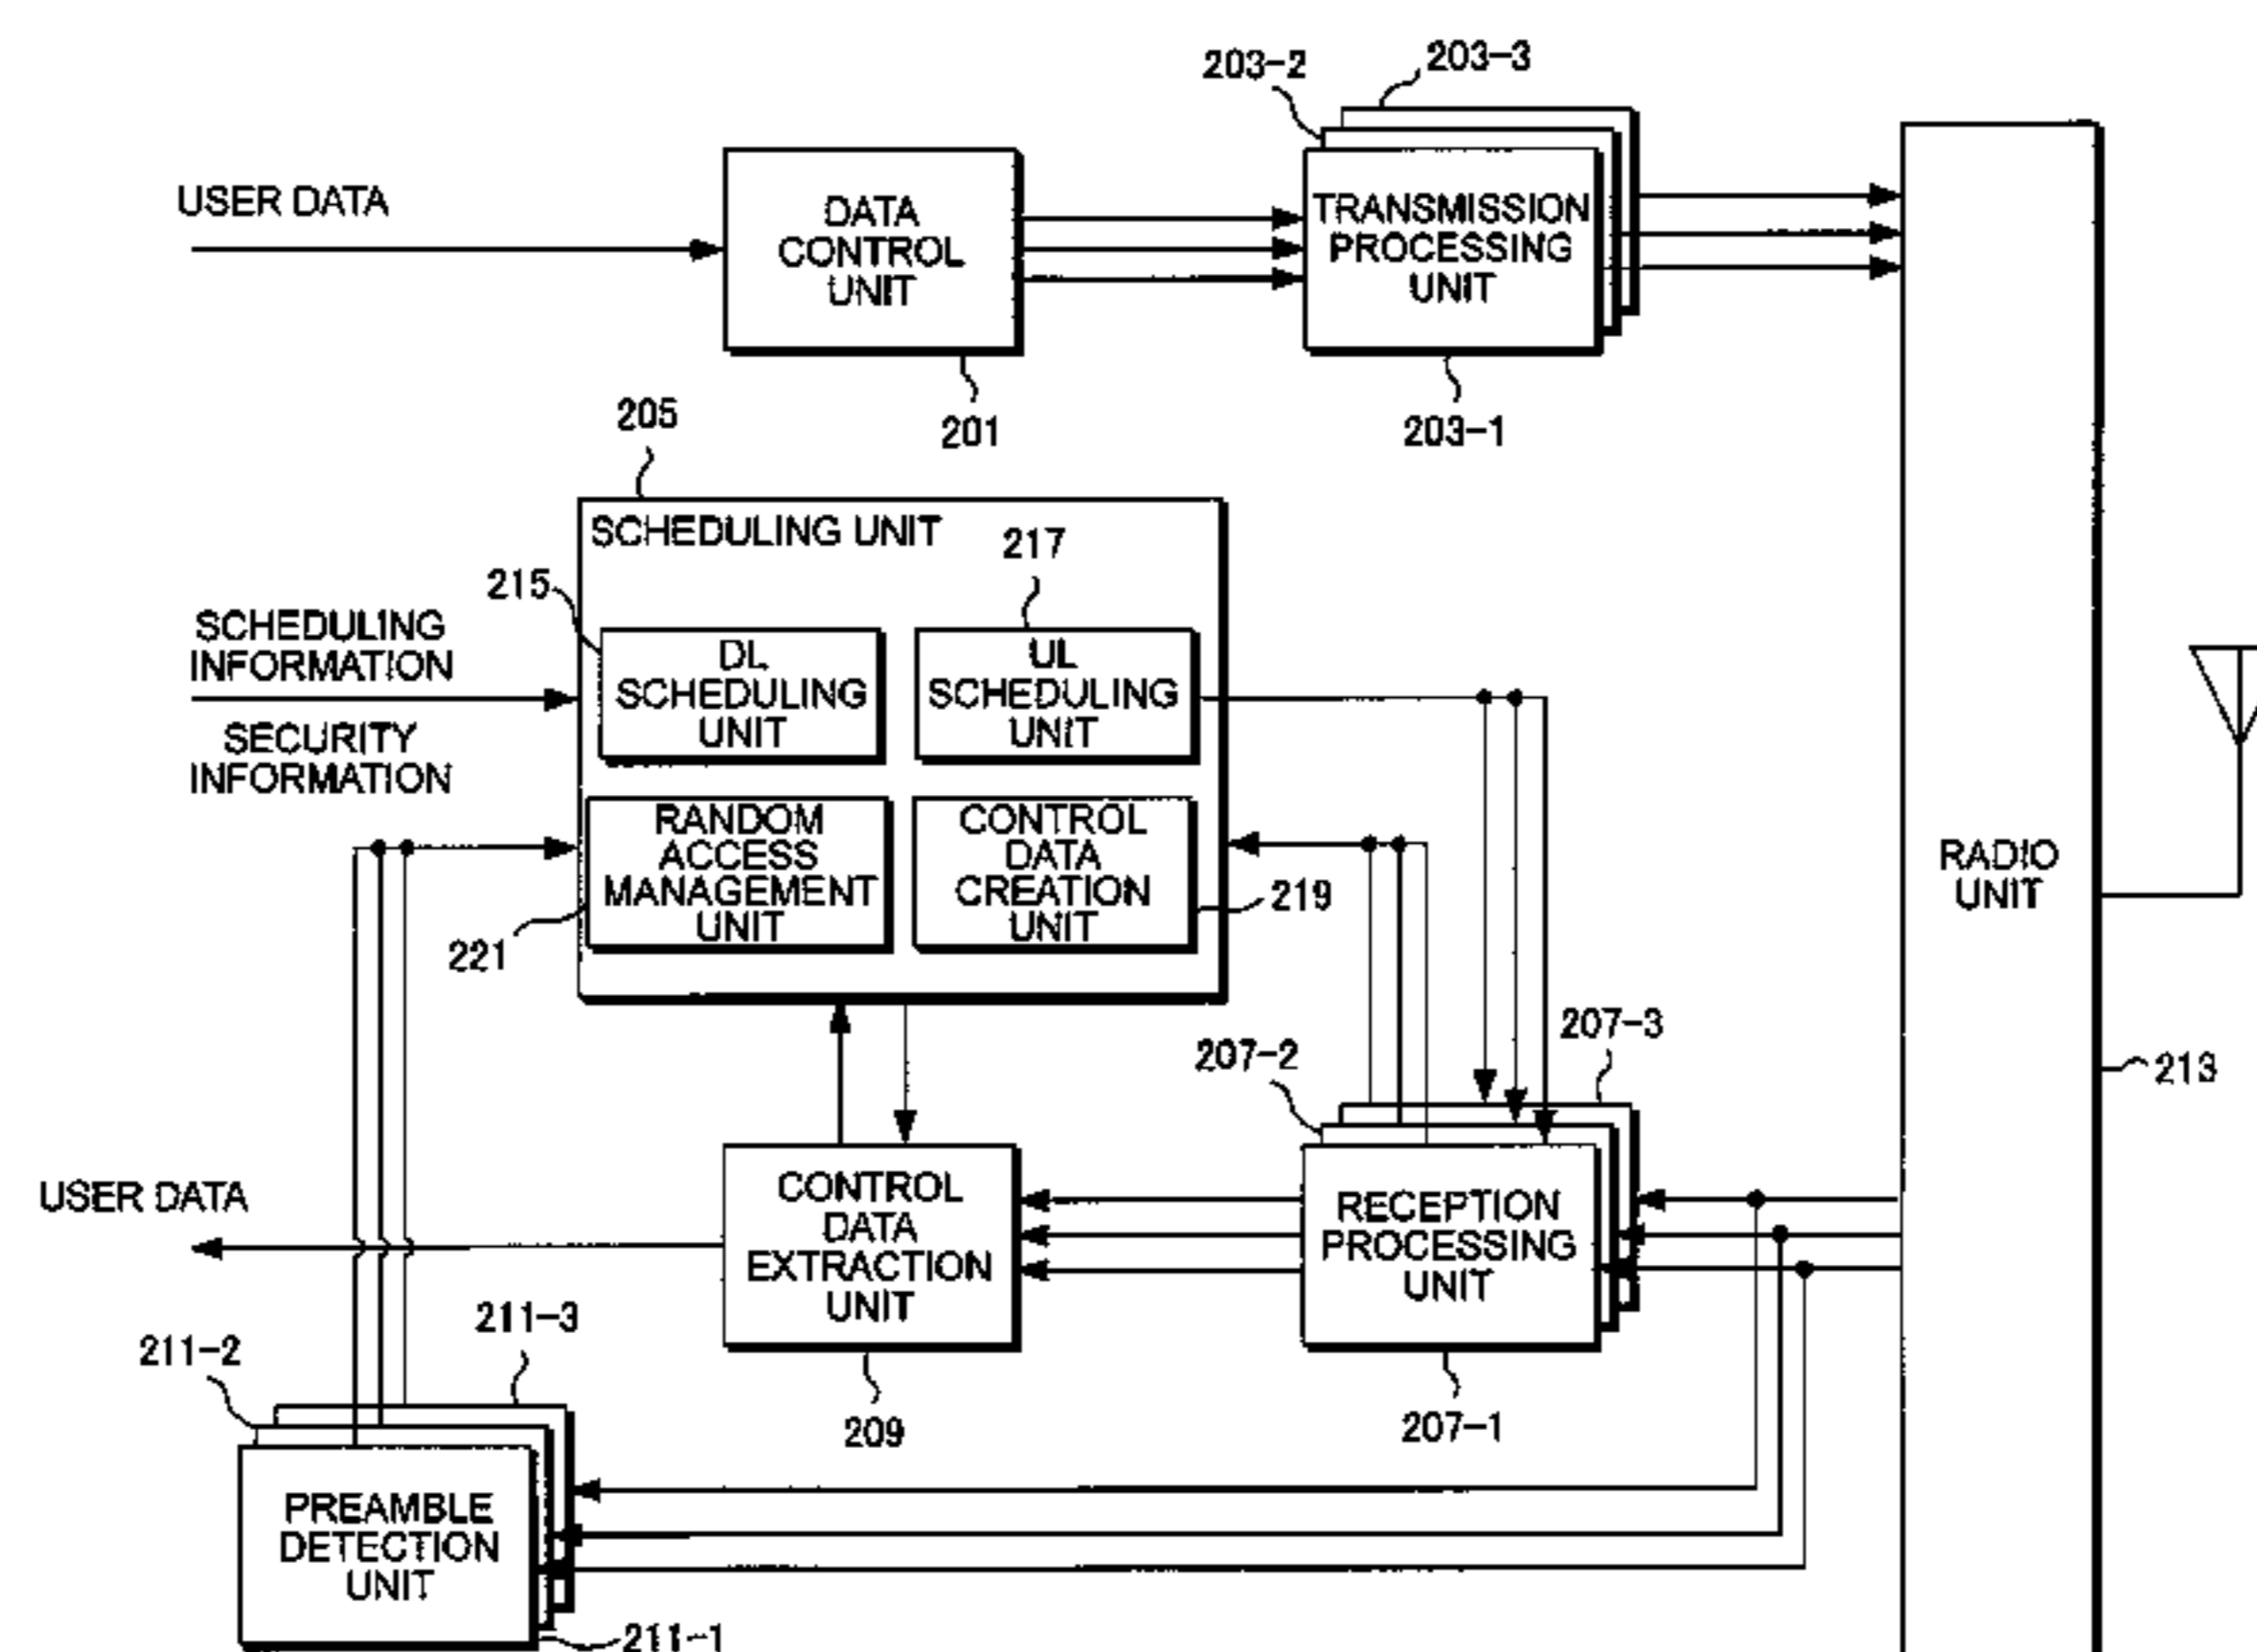 203-2
203-3
USER DATA
DATA
CONTROL
UNIT
TRANSMISSION
PROCESSING
UNIT
201
203-1
205
SCHEDULING UNIT
217
215
SCHEDULING
INFORMATION
SECURITY
INFORMATION
DL
SCHEDULING
UNIT
UL
SCHEDULING
UNIT
RANDOM
ACCESS
MANAGEMENT
UNIT
CONTROL
DATA
CREATION
UNIT
219
221
RADIO
UNIT
213
207-3
207-2
USER DATA
CONTROL
DATA
EXTRACTION
UNIT
RECEPTION
PROCESSING
UNIT
209
207-1
211-3
211-2
PREAMBLE
DETECTION
UNIT
211-1